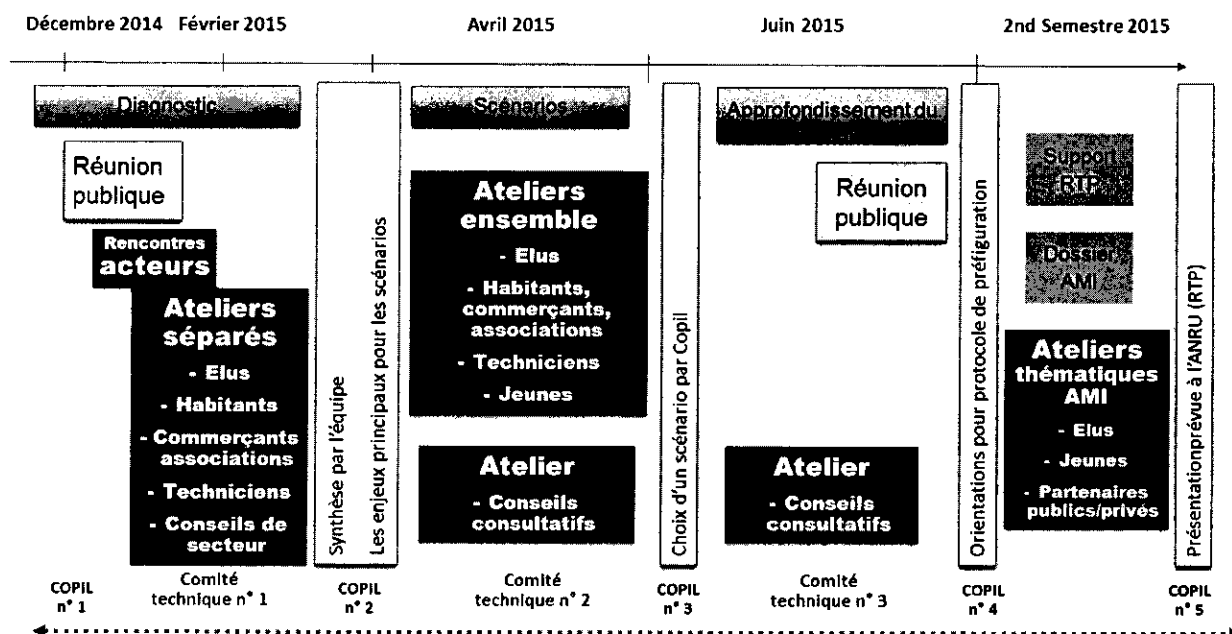 Décembre 2014 Février 2015 Avril 2015 Juin 2015 2nd Semestre 2015
Diagnostic
Réunion
publique
Rencontres
acteurs
Ateliers
séparés
- Elus
- Habitants
- Commerçants
associations
- Techniciens
- Conseils de
secteur
Synthèse par l'équipe
Les enjeux principaux pour les scénarios
Scénarios
Ateliers
ensemble
- Elus
- Habitants,
commerçants,
associations
- Techniciens
- Jeunes
Atelier
- Conseils
consultatifs
Choix d'un scénario par Copil
Approfondissement du
Réunion
publique
Atelier
- Conseils
consultatifs
Orientations pour protocole de préfiguration
Support
RTP
Dossier
AMI
Ateliers
thématiques
AMI
- Elus
- Jeunes
- Partenaires
publics/privés
Présentationprévue à l'ANRU (RTP)
COPIL
n° 1
Comité
technique n° 1
COPIL
n° 2
Comité
technique n° 2
COPIL
n° 3
Comité
technique n° 3
COPIL
n° 4
COPIL
n° 5